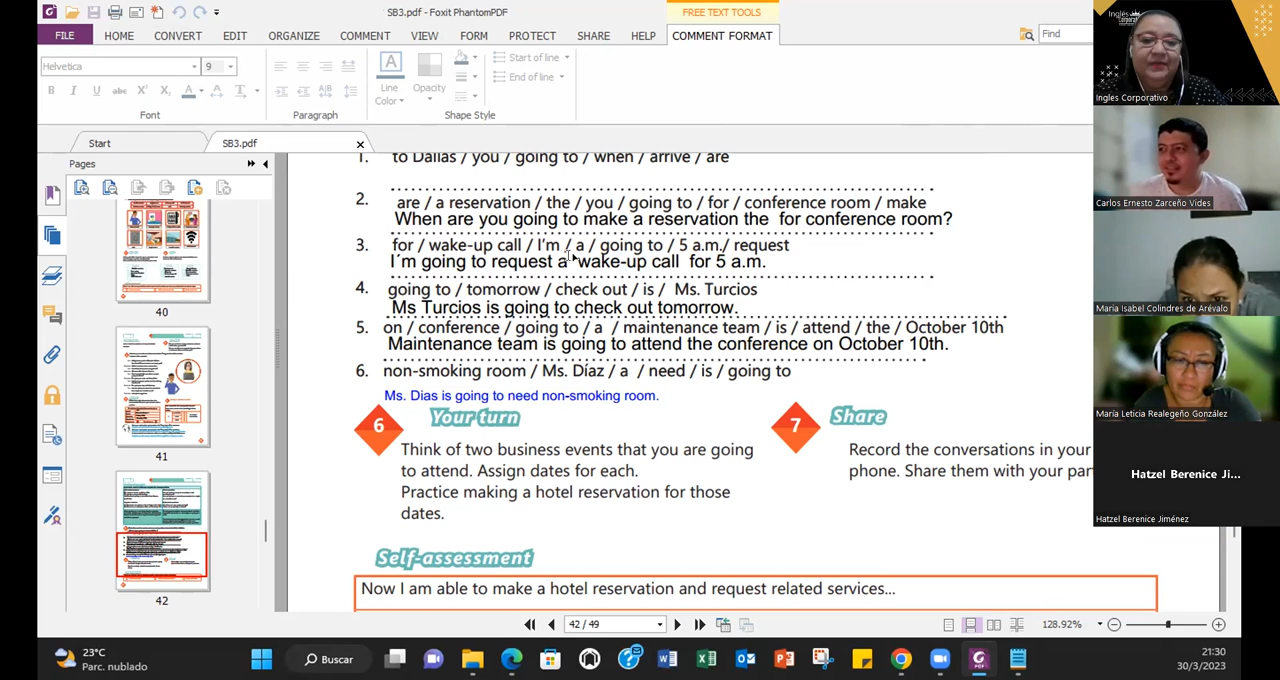 SB3.pdf - Foxit PhantomPDF
FREE TEXT TOOLS
FILE HOME CONVERT EDIT ORGANIZE COMMENT VIEW FORM PROTECT SHARE HELP COMMENT FORMAT
Find
Helvetica 9
Line Color
Opacity
Start of line
End of line
Font Paragraph Shape Style
Start SB3.pdf
Pages
40
41
42
1. to Dallas / you / going to / when / arrive / are
2. are / a reservation / the / you / going to / for / conference room / make
When are you going to make a reservation the for conference room?
3. for / wake-up call / I'm / a / going to / 5 a.m./ request
I´m going to request a wake-up call for 5 a.m.
4. going to / tomorrow / check out / is / Ms. Turcios
Ms Turcios is going to check out tomorrow.
5. on / conference / going to / a / maintenance team / is / attend / the / October 10th
Maintenance team is going to attend the conference on October 10th.
6. non-smoking room / Ms. Díaz / a / need / is / going to
Ms. Dias is going to need non-smoking room.
6 Your turn
Think of two business events that you are going
to attend. Assign dates for each.
Practice making a hotel reservation for those
dates.
7 Share
Record the conversations in your
phone. Share them with your par
Self-assessment
Now I am able to make a hotel reservation and request related services...
42 / 49
128.92%
Inglés Corporativo
Ingles Corporativo
Carlos Ernesto Zarceño Vides
María Isabel Colindres de Arévalo
María Leticia Realegeño González
Hatzel Berenice Ji...
Hatzel Berenice Jiménez
23°C
Parc. nublado
Buscar
21:30
30/3/2023